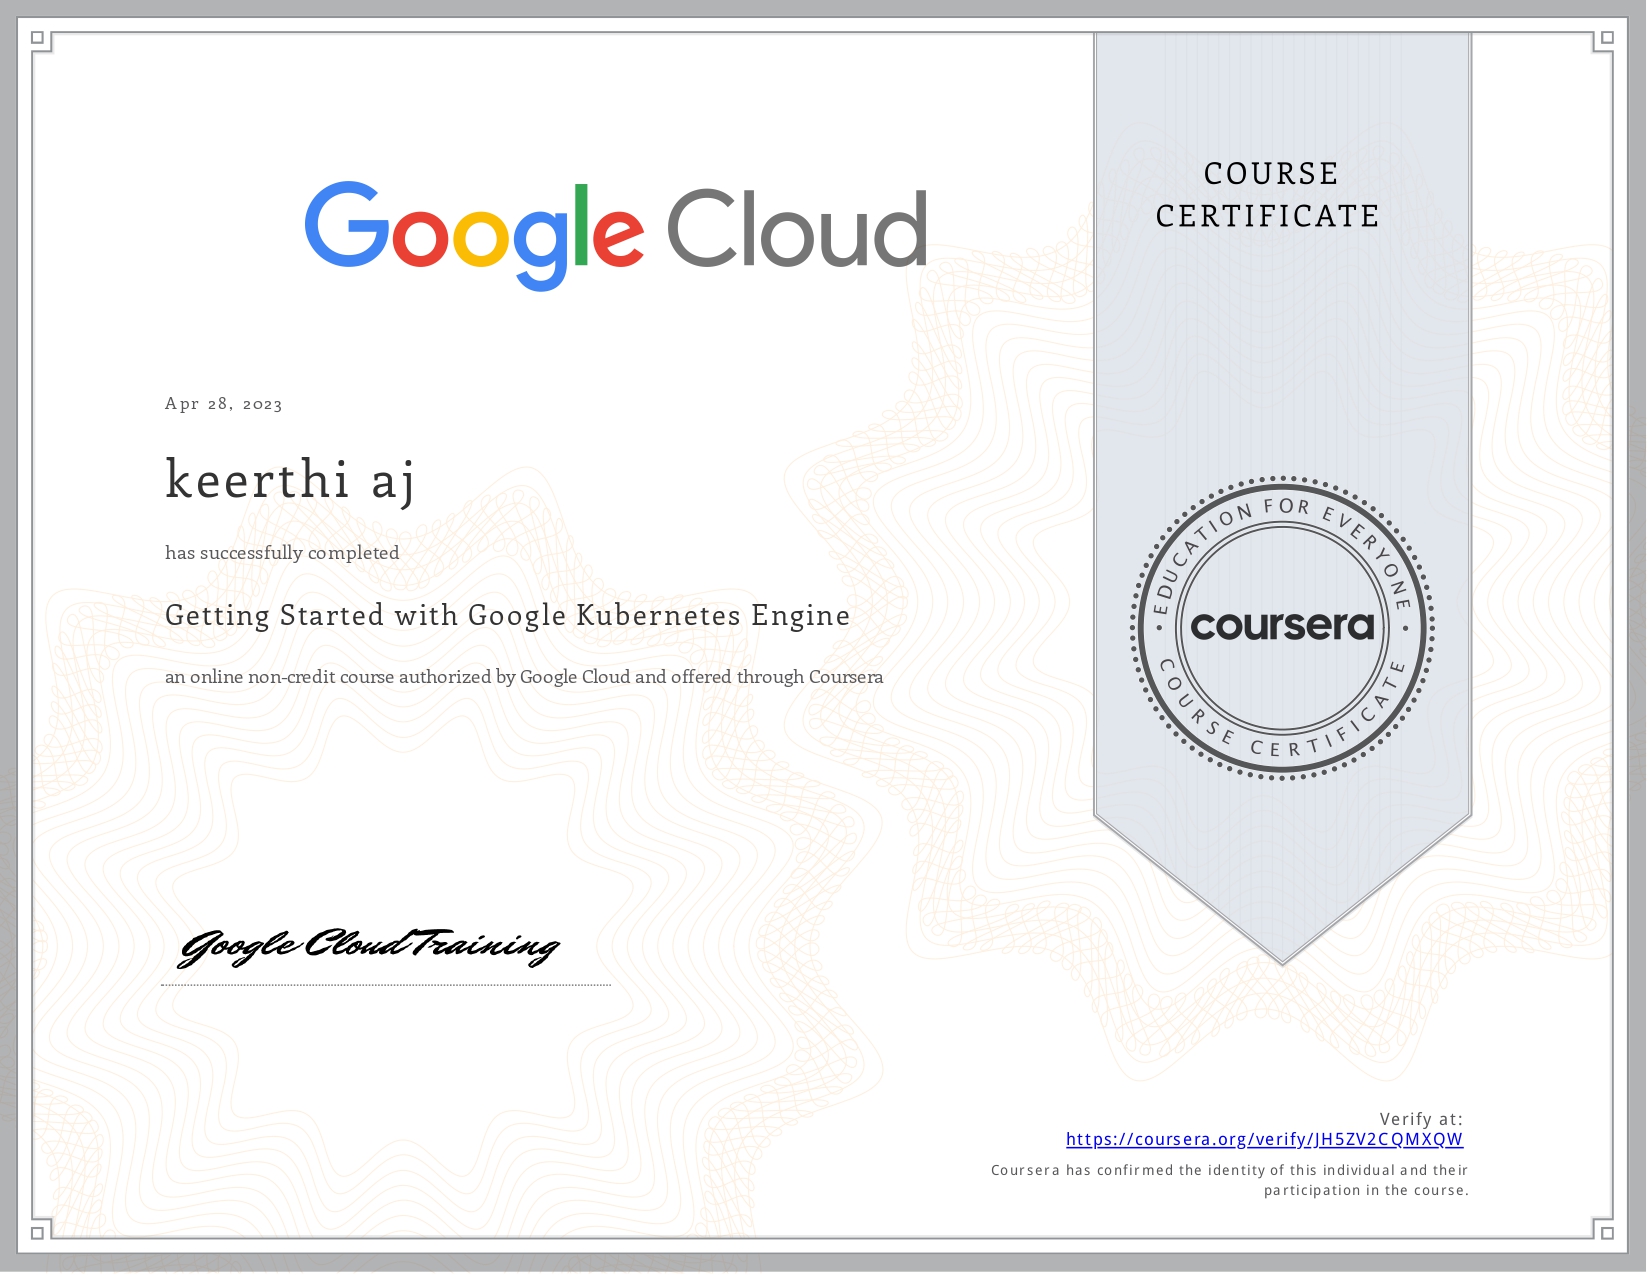 Google Cloud
COURSE
CERTIFICATE
Apr 28, 2023
keerthi aj
has successfully completed
Getting Started with Google Kubernetes Engine
an online non-credit course authorized by Google Cloud and offered through Coursera
EDUCATION FOR EVERYONE
coursera
COURSE CERTIFICATE
Google Cloud Training
Verify at:
https://coursera.org/verify/JH5ZV2CQMXQW
Coursera has confirmed the identity of this individual and their
participation in the course.